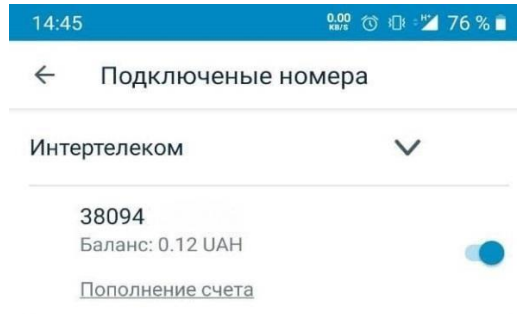 14:45 0.00 KB/S H+ 76 %
Подключеные номера
Интертелеком
38094
Баланс: 0.12 UAH
Пополнение счета